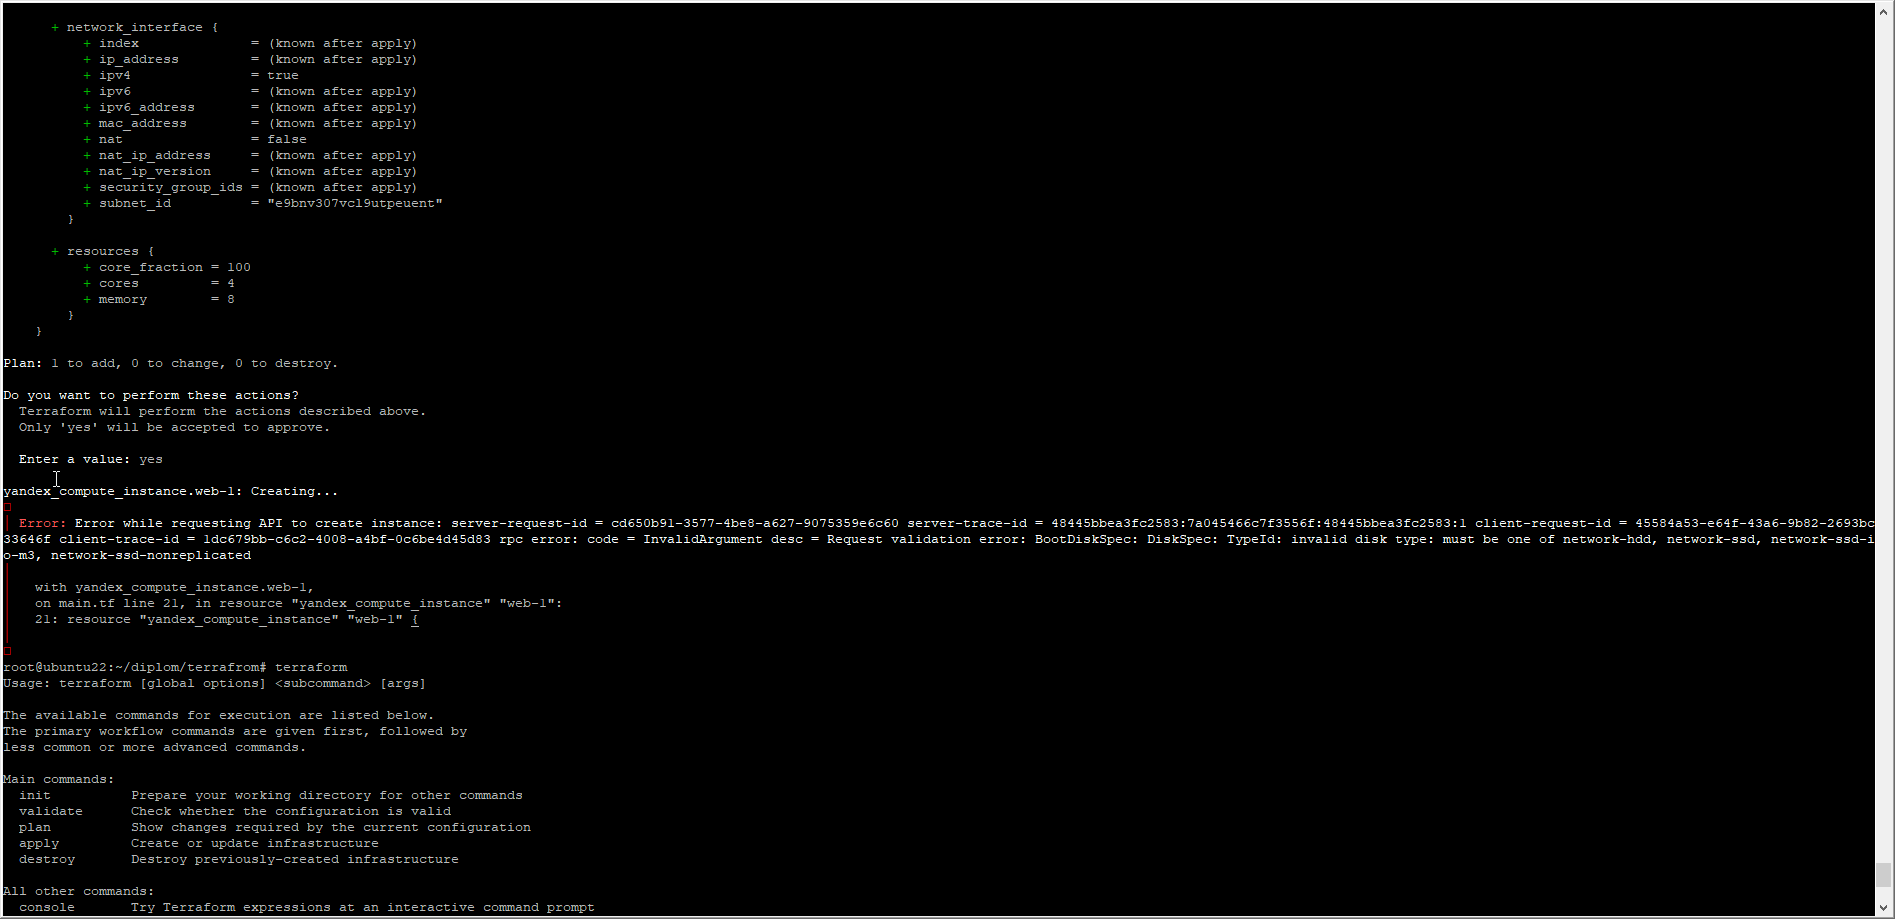 + network_interface {
+ index = (known after apply)
+ ip_address = (known after apply)
+ ipv4 = true
+ ipv6 = (known after apply)
+ ipv6_address = (known after apply)
+ mac_address = (known after apply)
+ nat = false
+ nat_ip_address = (known after apply)
+ nat_ip_version = (known after apply)
+ security_group_ids = (known after apply)
+ subnet_id = "e9bnv307vcl9utpeuent"
}
+ resources {
+ core_fraction = 100
+ cores = 4
+ memory = 8
}
}
Plan: 1 to add, 0 to change, 0 to destroy.
Do you want to perform these actions?
Terraform will perform the actions described above.
Only 'yes' will be accepted to approve.
Enter a value: yes
yandex_compute_instance.web-1: Creating...
Error: Error while requesting API to create instance: server-request-id = cd650b91-3577-4be8-a627-9075359e6c60 server-trace-id = 48445bbea3fc2583:7a045466c7f3556f:48445bbea3fc2583:1 client-request-id = 45584a53-e64f-43a6-9b82-2693bc
33646f client-trace-id = 1dc679bb-c6c2-4008-a4bf-0c6be4d45d83 rpc error: code = InvalidArgument desc = Request validation error: BootDiskSpec: DiskSpec: TypeId: invalid disk type: must be one of network-hdd, network-ssd, network-ssd-i
o-m3, network-ssd-nonreplicated
with yandex_compute_instance.web-1,
on main.tf line 21, in resource "yandex_compute_instance" "web-1":
21: resource "yandex_compute_instance" "web-1" {
root@ubuntu22:~/diplom/terrafrom# terraform
Usage: terraform [global options] <subcommand> [args]
The available commands for execution are listed below.
The primary workflow commands are given first, followed by
less common or more advanced commands.
Main commands:
init Prepare your working directory for other commands
validate Check whether the configuration is valid
plan Show changes required by the current configuration
apply Create or update infrastructure
destroy Destroy previously-created infrastructure
All other commands:
console Try Terraform expressions at an interactive command prompt